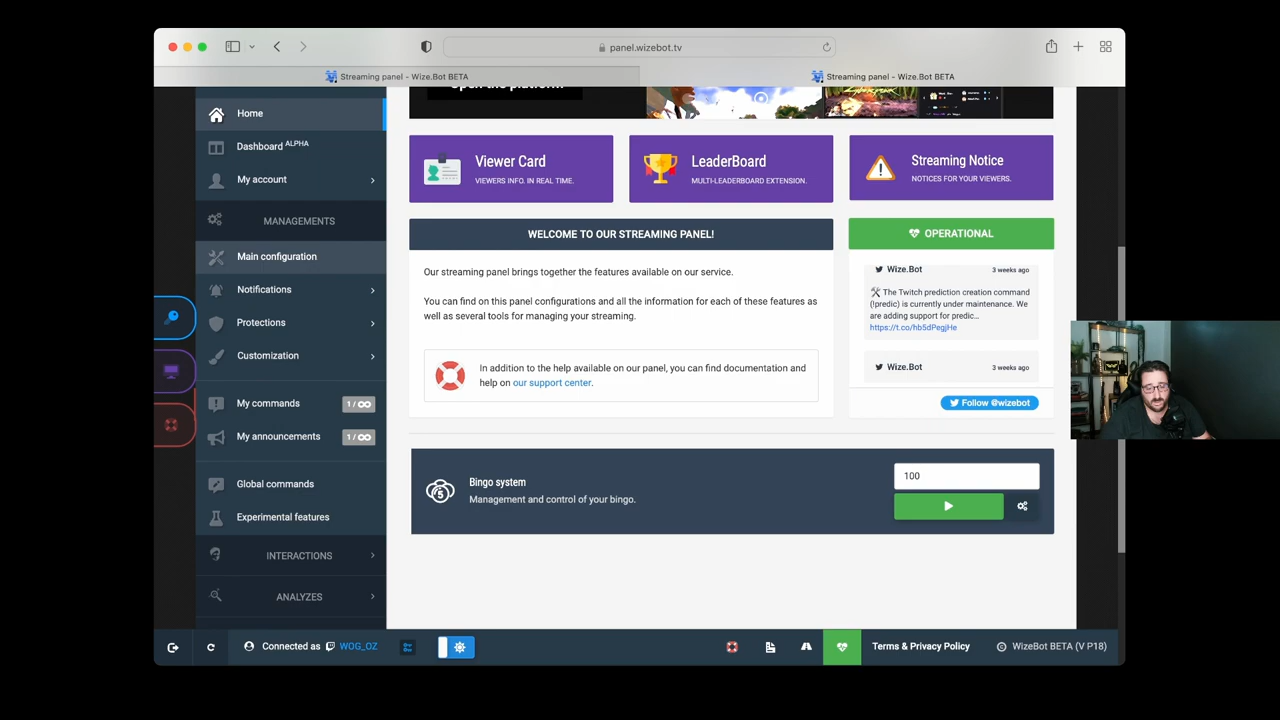 panel.wizebot.tv
Streaming panel - Wize.Bot BETA
Streaming panel - Wize.Bot BETA
Home
Dashboard ALPHA
My account
MANAGEMENTS
Main configuration
Notifications
Protections
Customization
My commands
1 /
My announcements
1 /
Global commands
Experimental features
INTERACTIONS
ANALYZES
Open the platform
Viewer Card
VIEWERS INFO. IN REAL TIME.
LeaderBoard
MULTI-LEADERBOARD EXTENSION.
Streaming Notice
NOTICES FOR YOUR VIEWERS.
WELCOME TO OUR STREAMING PANEL!
Our streaming panel brings together the features available on our service.
You can find on this panel configurations and all the information for each of these features as
well as several tools for managing your streaming.
In addition to the help available on our panel, you can find documentation and
help on our support center.
OPERATIONAL
Wize.Bot 3 weeks ago
The Twitch prediction creation command
(!predic) is currently under maintenance. We
are adding support for predic...
https://t.co/hb5dPegjHe
Wize.Bot 3 weeks ago
Follow @wizebot
5
Bingo system
Management and control of your bingo.
100
Connected as WOG_OZ
Terms & Privacy Policy
WizeBot BETA (V P18)